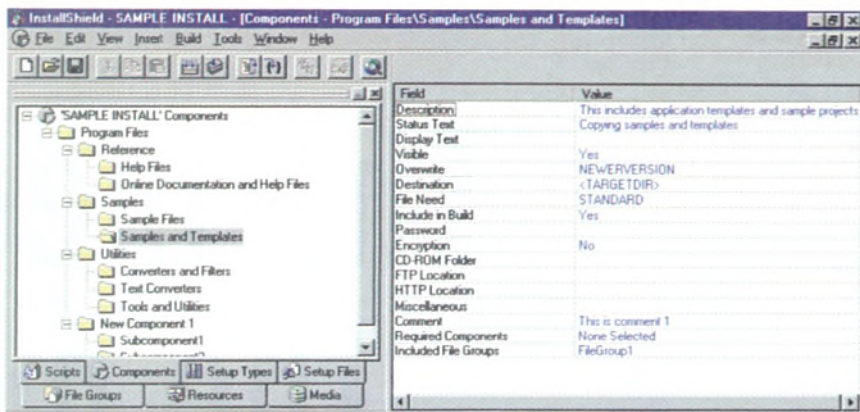 InstallShield - SAMPLE INSTALL - [Components - Program Files\Samples\Samples and Templates]
File Edit View Insert Build Tools Window Help
'SAMPLE INSTALL' Components
Program Files
Reference
Help Files
Online Documentation and Help Files
Samples
Sample Files
Samples and Templates
Utilities
Converters and Filters
Text Converters
Tools and Utilities
New Component 1
Subcomponent1
Scripts Components Setup Types Setup Files
File Groups Resources Media
Field Value
Description This includes application templates and sample projects
Status Text Copying samples and templates
Display Text
Visible Yes
Overwrite NEWERVERSION
Destination <TARGETDIR>
File Need STANDARD
Include in Build Yes
Password
Encryption No
CD-ROM Folder
FTP Location
HTTP Location
Miscellaneous
Comment This is comment 1
Required Components None Selected
Included File Groups FileGroup1